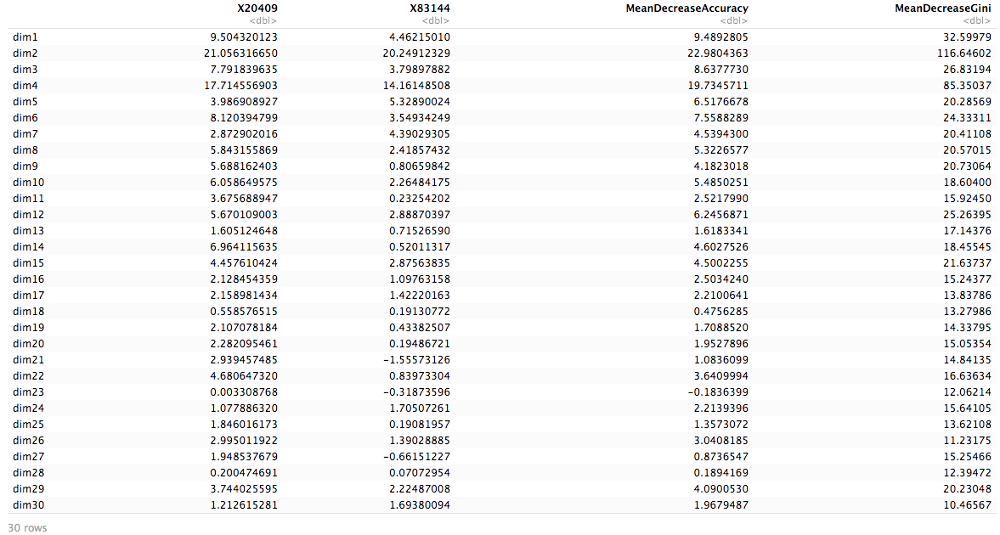 X20409 X83144 MeanDecreaseAccuracy MeanDecreaseGini
<dbl> <dbl> <dbl> <dbl>
dim1 9.504320123 4.46215010 9.4892805 32.59979
dim2 21.056316650 20.24912329 22.9804363 116.64602
dim3 7.791839635 3.79897882 8.6377730 26.83194
dim4 17.714556903 14.16148508 19.7345711 85.35037
dim5 3.986908927 5.32890024 6.5176678 20.28569
dim6 8.120394799 3.54934249 7.5588289 24.33311
dim7 2.872902016 4.39029305 4.5394300 20.41108
dim8 5.843155869 2.41857432 5.3226577 20.57015
dim9 5.688162403 0.80659842 4.1823018 20.73064
dim10 6.058649575 2.26484175 5.4850251 18.60400
dim11 3.675688947 0.23254202 2.5217990 15.92450
dim12 5.670109003 2.88870397 6.2456871 25.26395
dim13 1.605124648 0.71526590 1.6183341 17.14376
dim14 6.964115635 0.52011317 4.6027526 18.45545
dim15 4.457610424 2.87563835 4.5002255 21.63737
dim16 2.128454359 1.09763158 2.5034240 15.24377
dim17 2.158981434 1.42220163 2.2100641 13.83786
dim18 0.558576515 0.19130772 0.4756285 13.27986
dim19 2.107078184 0.43382507 1.7088520 14.33795
dim20 2.282095461 0.19486721 1.9527896 15.05354
dim21 2.939457485 -1.55573126 1.0836099 14.84135
dim22 4.680647320 0.83973304 3.6409994 16.63634
dim23 0.003308768 -0.31873596 -0.1836399 12.06214
dim24 1.077886320 1.70507261 2.2139396 15.64105
dim25 1.846016173 0.19081957 1.3573072 13.62108
dim26 2.995011922 1.39028885 3.0408185 11.23175
dim27 1.948537679 -0.66151227 0.8736547 15.25466
dim28 0.200474691 0.07072954 0.1894169 12.39472
dim29 3.744025595 2.22487008 4.0900530 20.23048
dim30 1.212615281 1.69380094 1.9679487 10.46567
30 rows